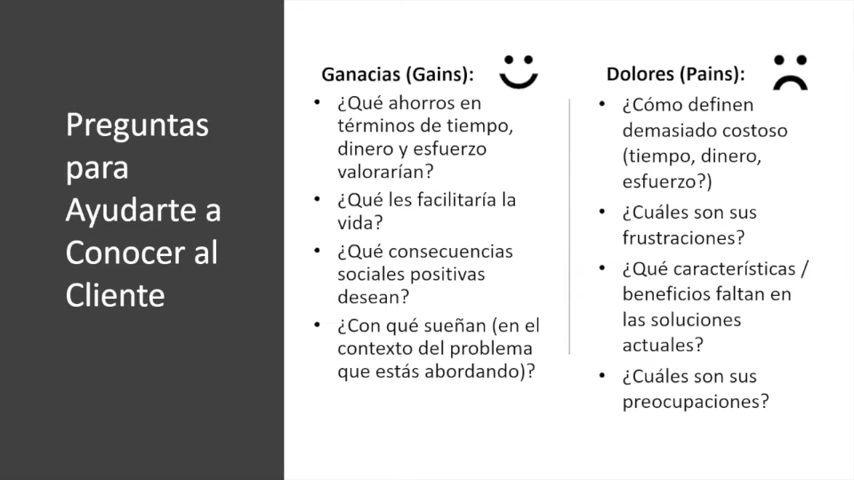 Preguntas
para
Ayudarte a
Conocer al
Cliente
Ganacias (Gains):
• ¿Qué ahorros en
términos de tiempo,
dinero y esfuerzo
valorarían?
• ¿Qué les facilitaría la
vida?
• ¿Qué consecuencias
sociales positivas
desean?
• ¿Con qué sueñan (en el
contexto del problema
que estás abordando)?
Dolores (Pains):
• ¿Cómo definen
demasiado costoso
(tiempo, dinero,
esfuerzo?)
• ¿Cuáles son sus
frustraciones?
• ¿Qué características /
beneficios faltan en
las soluciones
actuales?
• ¿Cuáles son sus
preocupaciones?